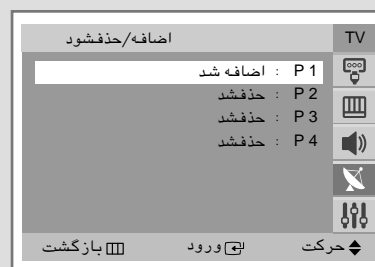 TV
اضافه/حذفشود
P 1 : اضافه شد
P 2 : حذفشد
P 3 : حذفشد
P 4 : حذفشد
حرکت ورود بازگشت